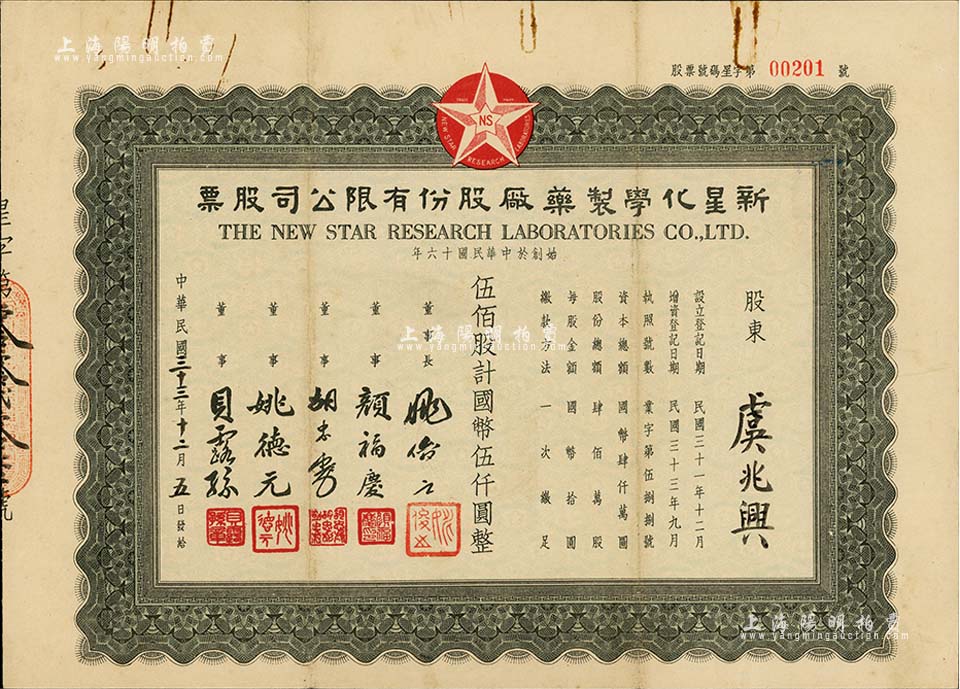 上海陽明拍賣
www.yangmingauction.com
股票號碼星字第 00201 號
TRADE MARK
NS
NEW STAR RESEARCH LABORATORIES
新星化學製藥廠股份有限公司股票
THE NEW STAR RESEARCH LABORATORIES CO.,LTD.
始創於中華民國十六年
股東 虞兆興
設立登記日期 民國三十一年十二月
增資登記日期 民國三十三年九月
執照號數 業字第伍捌捌號
資本總額 國幣肆仟萬圓
股份總額 肆佰萬股
每股金額 國幣拾圓
繳款方法 一次繳足
伍佰股計國幣伍仟圓整
董事長 姚俊之
董事 顏福慶
董事
董事 姚德元
董事 貝露蓀
中華民國三十三年十二月五日發給
上海陽明拍賣
www.yangmingauction.com
上海陽明拍賣
www.yangmingauction.com